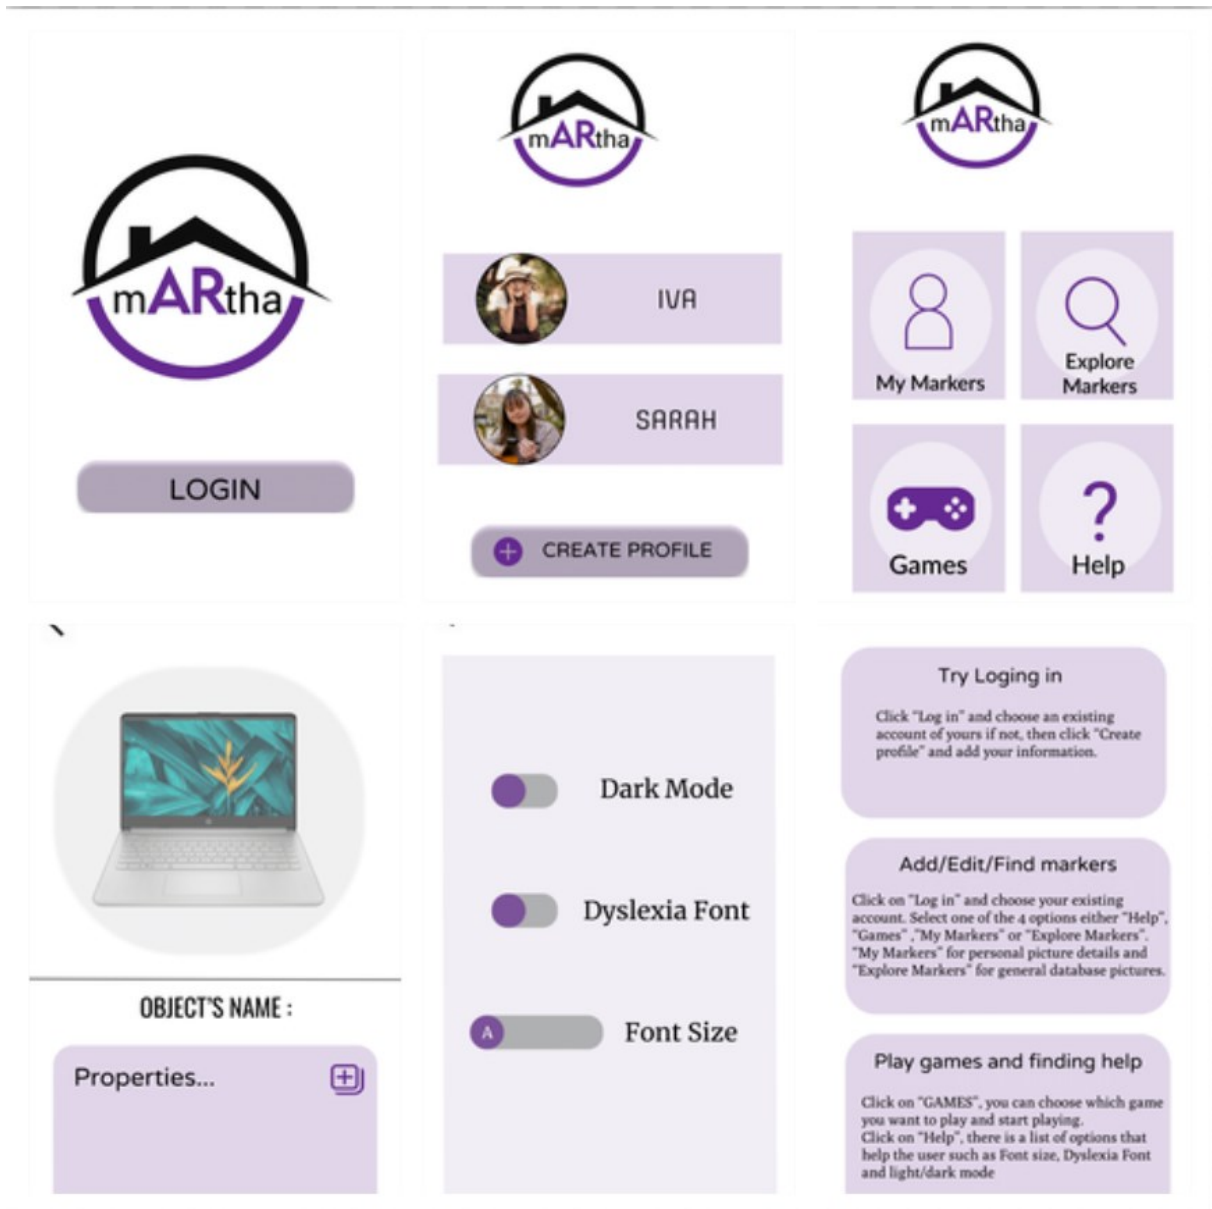 mARtha
LOGIN
mARtha
IVA
SARAH
CREATE PROFILE
mARtha
My Markers
Explore
Markers
Games
Help
OBJECT'S NAME :
Properties...
Dark Mode
Dyslexia Font
A
Font Size
Try Loging in
Click "Log in" and choose an existing
account of yours if not, then click "Create
profile" and add your information.
Add/Edit/Find markers
Click on "Log in" and choose your existing
account. Select one of the 4 options either "Help",
"Games" ,"My Markers" or "Explore Markers".
"My Markers" for personal picture details and
"Explore Markers" for general database pictures.
Play games and finding help
Click on "GAMES", you can choose which game
you want to play and start playing.
Click on "Help", there is a list of options that
help the user such as Font size, Dyslexia Font
and light/dark mode